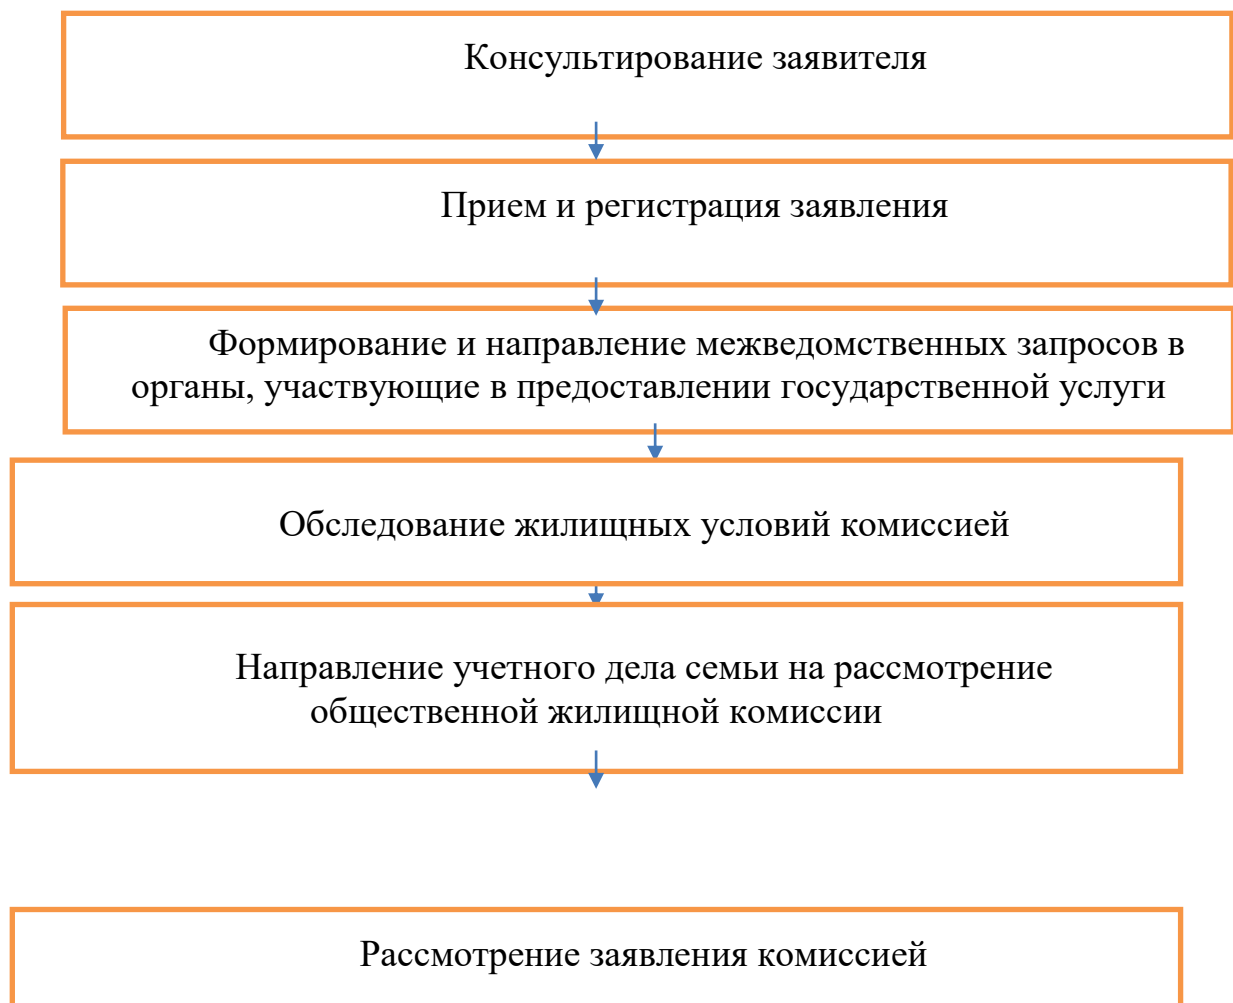 Консультирование заявителя
Прием и регистрация заявления
Формирование и направление межведомственных запросов в
органы, участвующие в предоставлении государственной услуги
Обследование жилищных условий комиссией
Направление учетного дела семьи на рассмотрение
общественной жилищной комиссии
Рассмотрение заявления комиссией